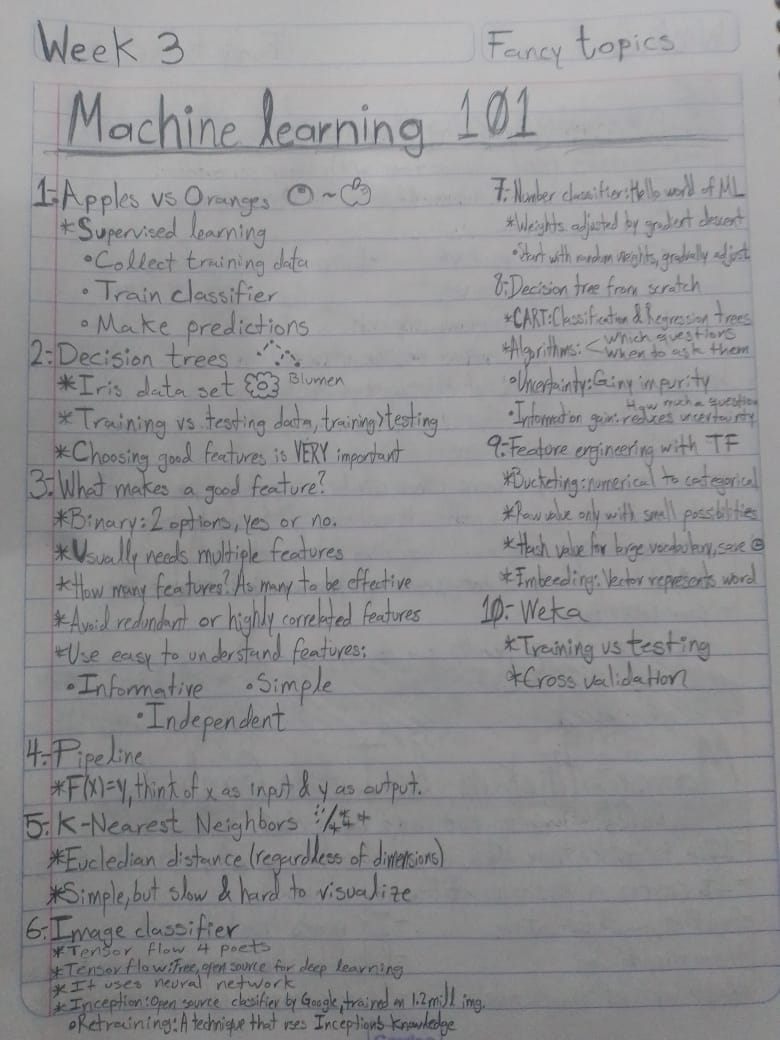 Week 3
Fancy topics
Machine learning 101
1:- Apples vs Oranges ~
*Supervised learning
•Collect training data
•Train classifier
•Make predictions
2:- Decision trees
*Iris data set Blumen
*Training vs testing data, training>testing
*Choosing good features is VERY important
3:- What makes a good feature?
*Binary: 2 options, yes or no.
*Usually needs multiple features
*How many features? As many to be effective
*Avoid redundant or highly correlated features
*Use easy to understand features:
•Informative •Simple
•Independent
4:- Pipeline
*F(x)=y, think of x as input & y as output.
5:- K-Nearest Neighbors
*Eucledian distance (regardless of dimensions)
*Simple, but slow & hard to visualize
6:- Image classifier
*Tensor flow 4 poets
*Tensor flow: Free, open source for deep learning
*It uses neural network
*Inception: Open source clasifier by Google, trained on 1.2 mill img.
•Retraining: A technique that uses Inception's knowledge
7:- Number classifier: Hello word of ML
*Weights adjusted by gradient descent
•Start with random weights, gradually adjust
8:- Decision tree from scratch
*CART: Classification & Regression trees
*Algorithms: < which questions
when to ask them
•Uncertainty: Giny impurity
•Information gain: How much a question
reduces uncertainty
9:- Feature engineering with TF
*Bucketing: numerical to categorical
*Raw value only with small possibilities
*Hash value for large vocabulary, save
*Imbeeding: Vector represents word
10:- Weka
*Training vs testing
*Cross validation